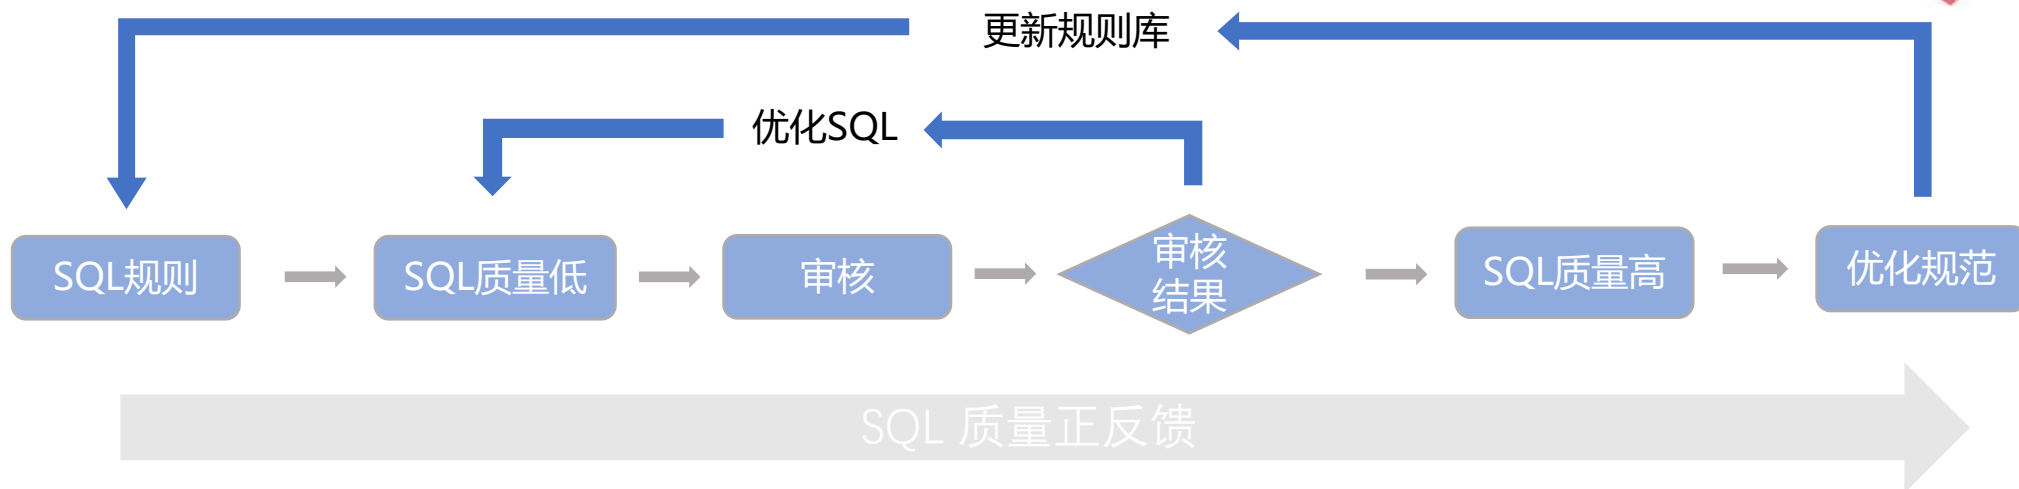 更新规则库
优化SQL
SQL规则
SQL质量低
审核
审核
结果
SQL质量高
优化规范
SQL 质量正反馈